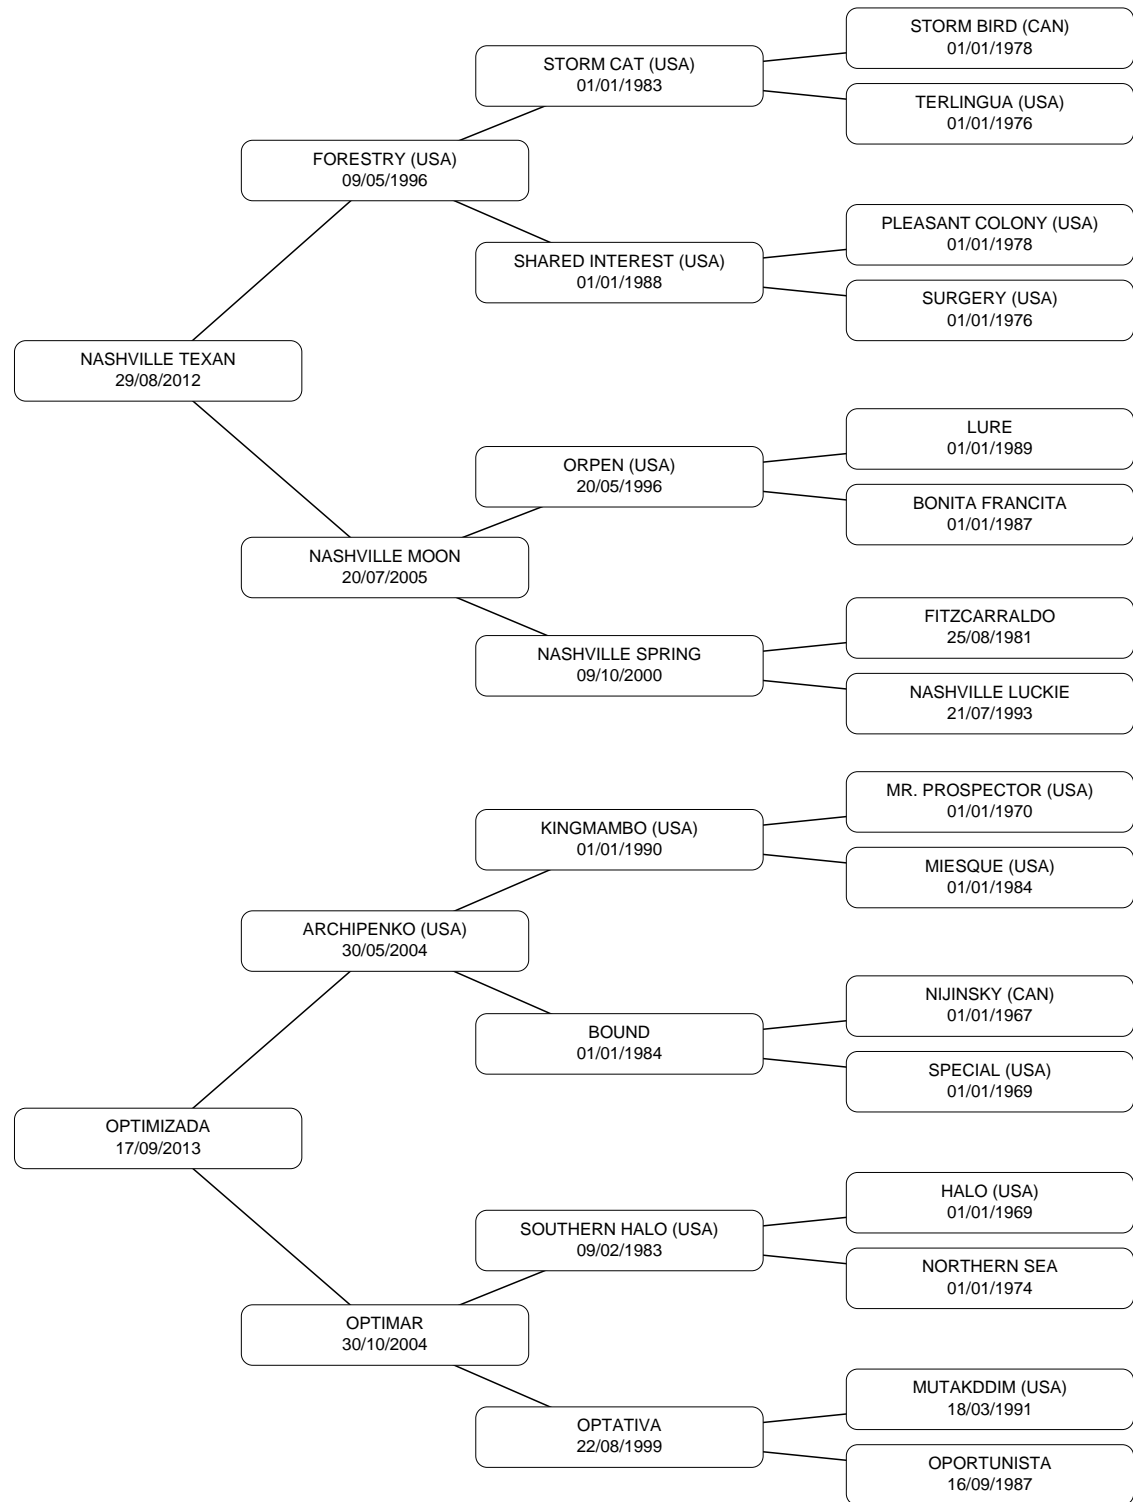 STORM BIRD (CAN)
01/01/1978
STORM CAT (USA)
01/01/1983
TERLINGUA (USA)
01/01/1976
FORESTRY (USA)
09/05/1996
PLEASANT COLONY (USA)
01/01/1978
SHARED INTEREST (USA)
01/01/1988
SURGERY (USA)
01/01/1976
NASHVILLE TEXAN
29/08/2012
LURE
01/01/1989
ORPEN (USA)
20/05/1996
BONITA FRANCITA
01/01/1987
NASHVILLE MOON
20/07/2005
FITZCARRALDO
25/08/1981
NASHVILLE SPRING
09/10/2000
NASHVILLE LUCKIE
21/07/1993
MR. PROSPECTOR (USA)
01/01/1970
KINGMAMBO (USA)
01/01/1990
MIESQUE (USA)
01/01/1984
ARCHIPENKO (USA)
30/05/2004
NIJINSKY (CAN)
01/01/1967
BOUND
01/01/1984
SPECIAL (USA)
01/01/1969
OPTIMIZADA
17/09/2013
HALO (USA)
01/01/1969
SOUTHERN HALO (USA)
09/02/1983
NORTHERN SEA
01/01/1974
OPTIMAR
30/10/2004
MUTAKDDIM (USA)
18/03/1991
OPTATIVA
22/08/1999
OPORTUNISTA
16/09/1987